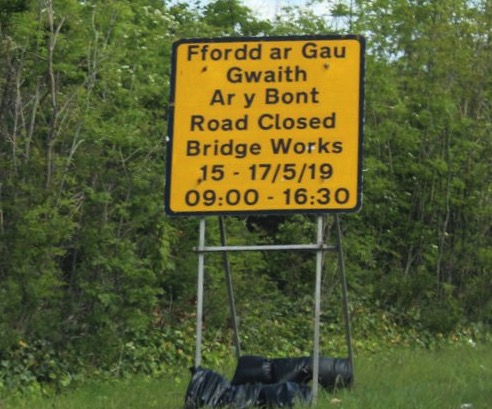 Ffordd ar Gau
Gwaith
Ar y Bont
Road Closed
Bridge Works
15 - 17/5/19
09:00 - 16:30